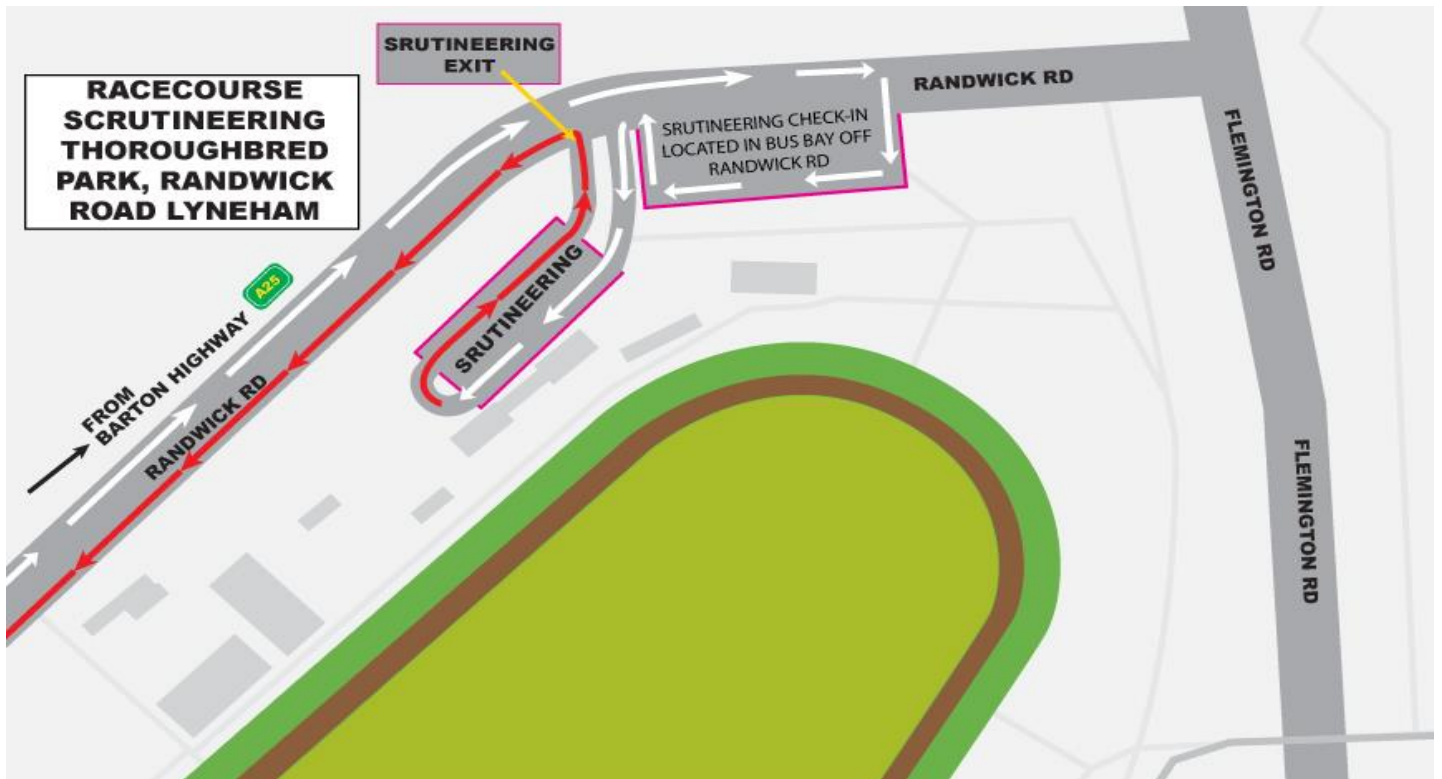 SRUTINEERING
EXIT
RACECOURSE
SCRUTINEERING
THOROUGHBRED
PARK, RANDWICK
ROAD LYNEHAM
RANDWICK RD
SRUTINEERING CHECK-IN
LOCATED IN BUS BAY OFF
RANDWICK RD
FLEMINGTON RD
SRUTINEERING
A25
FROM
BARTON HIGHWAY
RANDWICK RD
FLEMINGTON RD